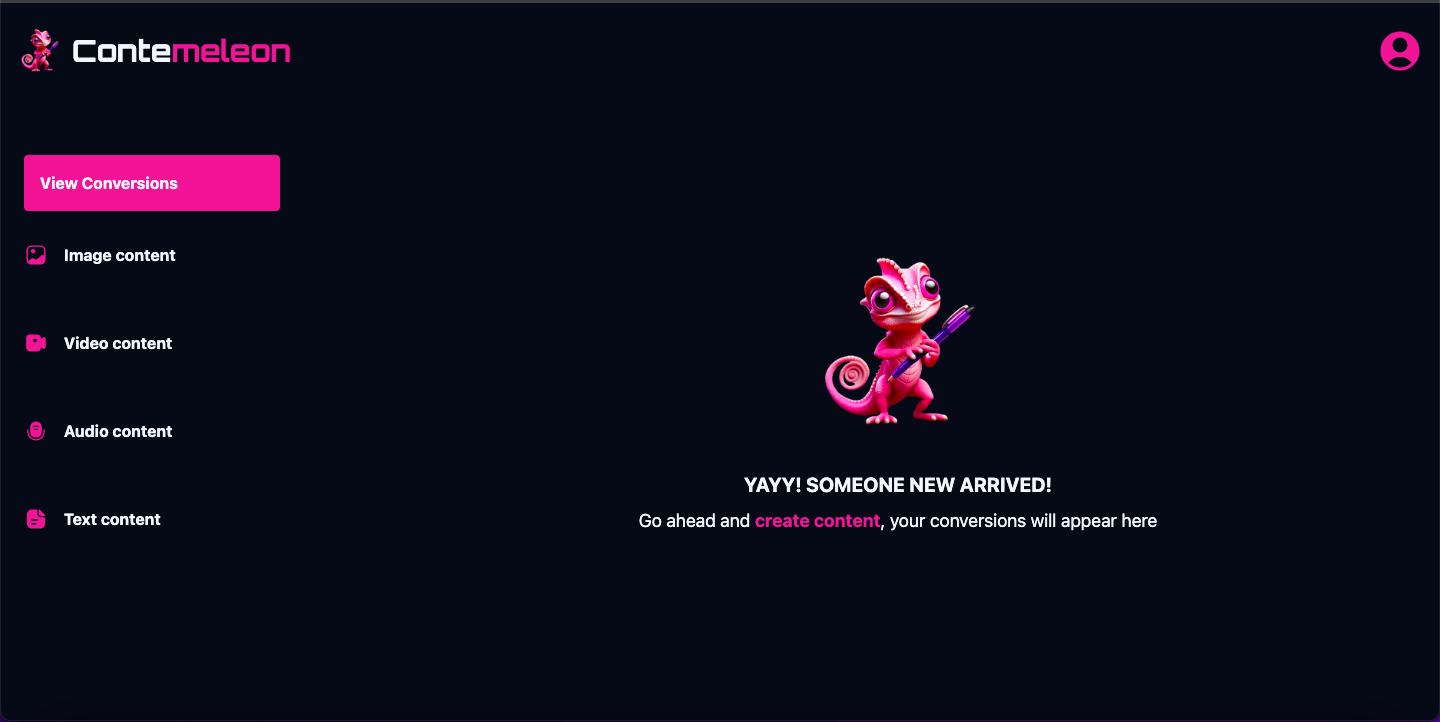 Contemeleon
View Conversions
Image content
Video content
Audio content
Text content
YAYY! SOMEONE NEW ARRIVED!
Go ahead and create content, your conversions will appear here